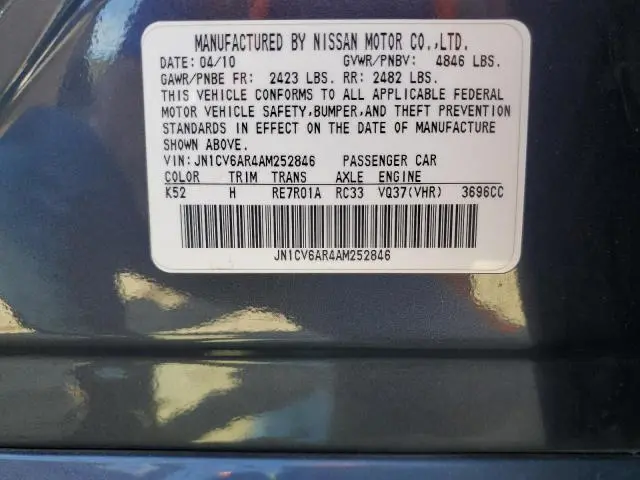 MANUFACTURED BY NISSAN MOTOR CO.,LTD.
DATE: 04/10 GVWR/PNBV: 4846 LBS.
GAWR/PNBE FR: 2423 LBS. RR: 2482 LBS.
THIS VEHICLE CONFORMS TO ALL APPLICABLE FEDERAL
MOTOR VEHICLE SAFETY,BUMPER,AND THEFT PREVENTION
STANDARDS IN EFFECT ON THE DATE OF MANUFACTURE
SHOWN ABOVE.
VIN: JN1CV6AR4AM252846 PASSENGER CAR
COLOR TRIM TRANS AXLE ENGINE
K52 H RE7R01A RC33 VQ37(VHR) 3696CC
JN1CV6AR4AM252846